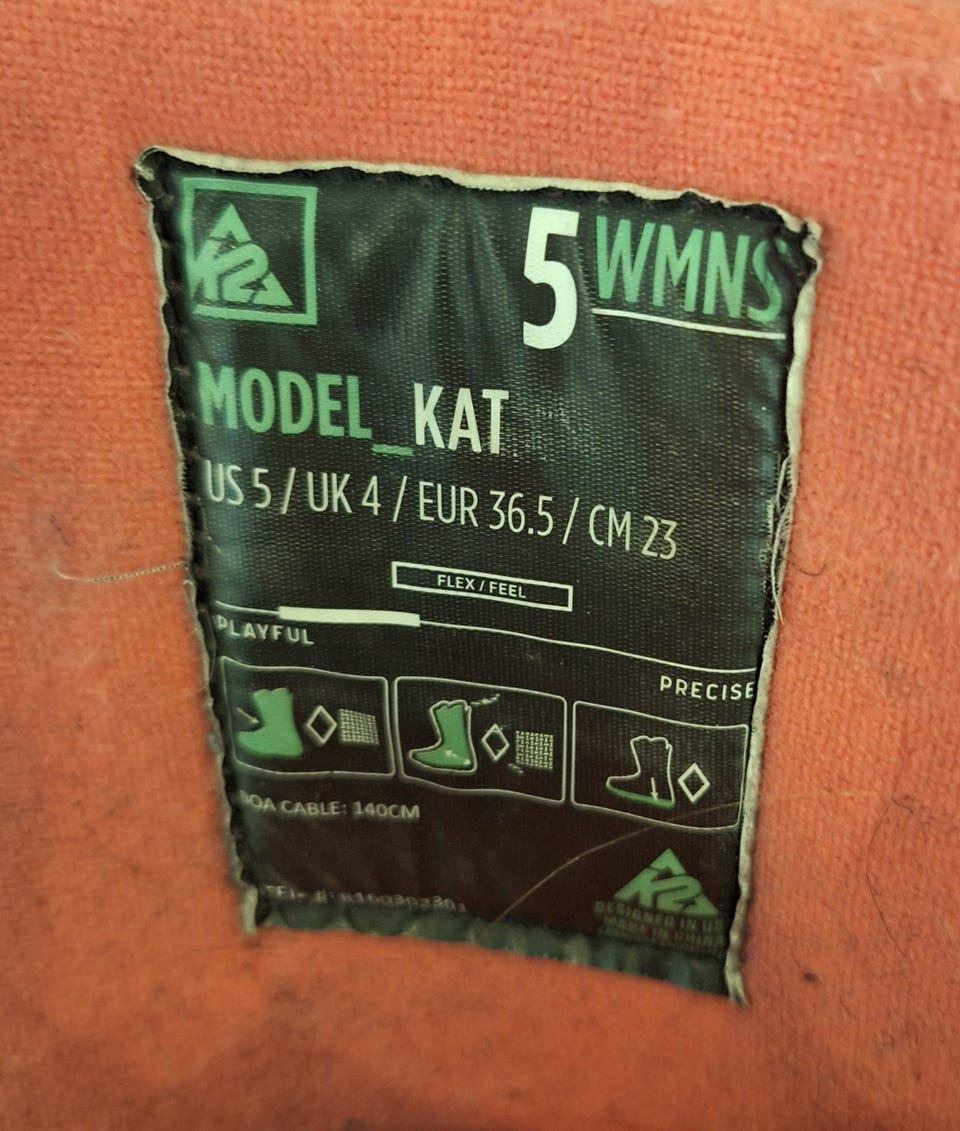 K2
5 WMNS
MODEL_KAT
US 5 / UK 4 / EUR 36.5 / CM 23
FLEX / FEEL
PLAYFUL
PRECISE
BOA CABLE: 140CM
K2
DESIGNED IN US
MADE IN CHINA